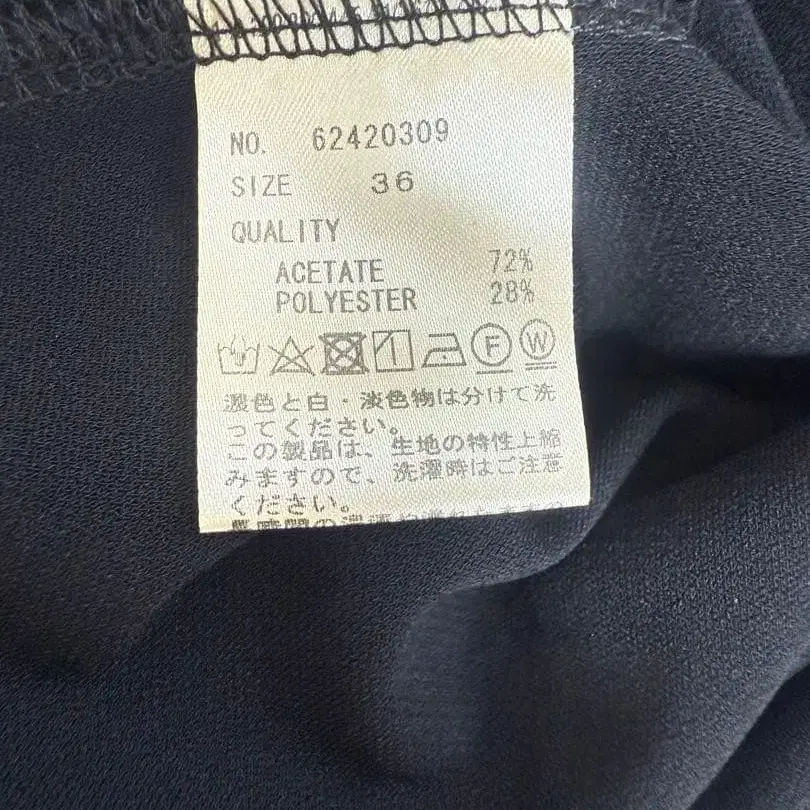 NO. 62420309
SIZE 36
QUALITY
ACETATE 72%
POLYESTER 28%
F W
濃色と白・淡色物は分けて洗
ってください。
この製品は、生地の特性上縮
みますので、洗濯時はご注意
ください。